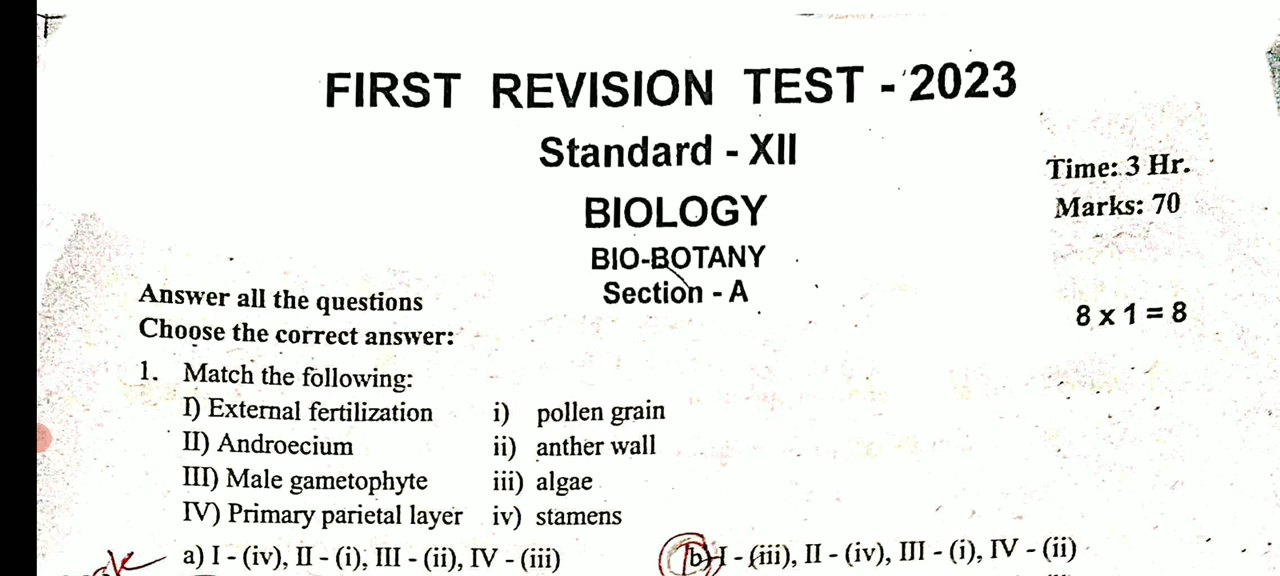 FIRST REVISION TEST - 2023
Standard - XII
Time: 3 Hr.
BIOLOGY
Marks: 70
BIO-BOTANY
Section - A
Answer all the questions
8 x 1 = 8
Choose the correct answer:
1. Match the following:
I) External fertilization i) pollen grain
II) Androecium ii) anther wall
III) Male gametophyte iii) algae
IV) Primary parietal layer iv) stamens
a) I - (iv), II - (i), III - (ii), IV - (iii) b) I - (iii), II - (iv), III - (i), IV - (ii)